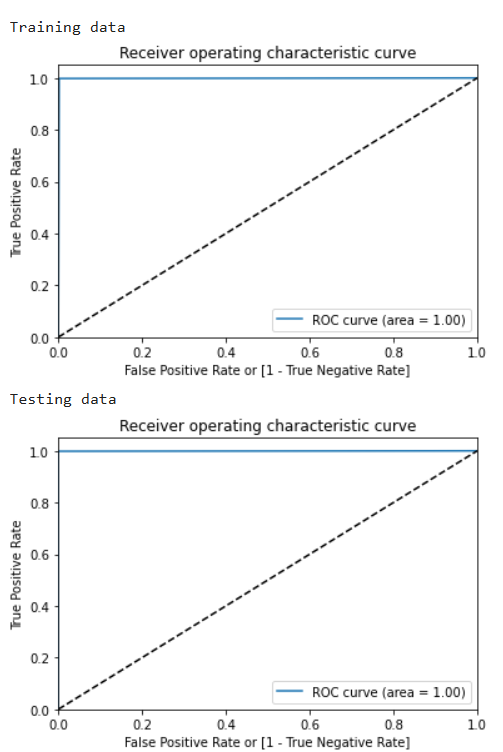 Training data
Receiver operating characteristic curve
1.0
0.8
0.6
0.4
0.2
0.0
True Positive Rate
ROC curve (area = 1.00)
0.0 0.2 0.4 0.6 0.8 1.0
False Positive Rate or [1 - True Negative Rate]
Testing data
Receiver operating characteristic curve
1.0
0.8
0.6
0.4
0.2
0.0
True Positive Rate
ROC curve (area = 1.00)
0.0 0.2 0.4 0.6 0.8 1.0
False Positive Rate or [1 - True Negative Rate]